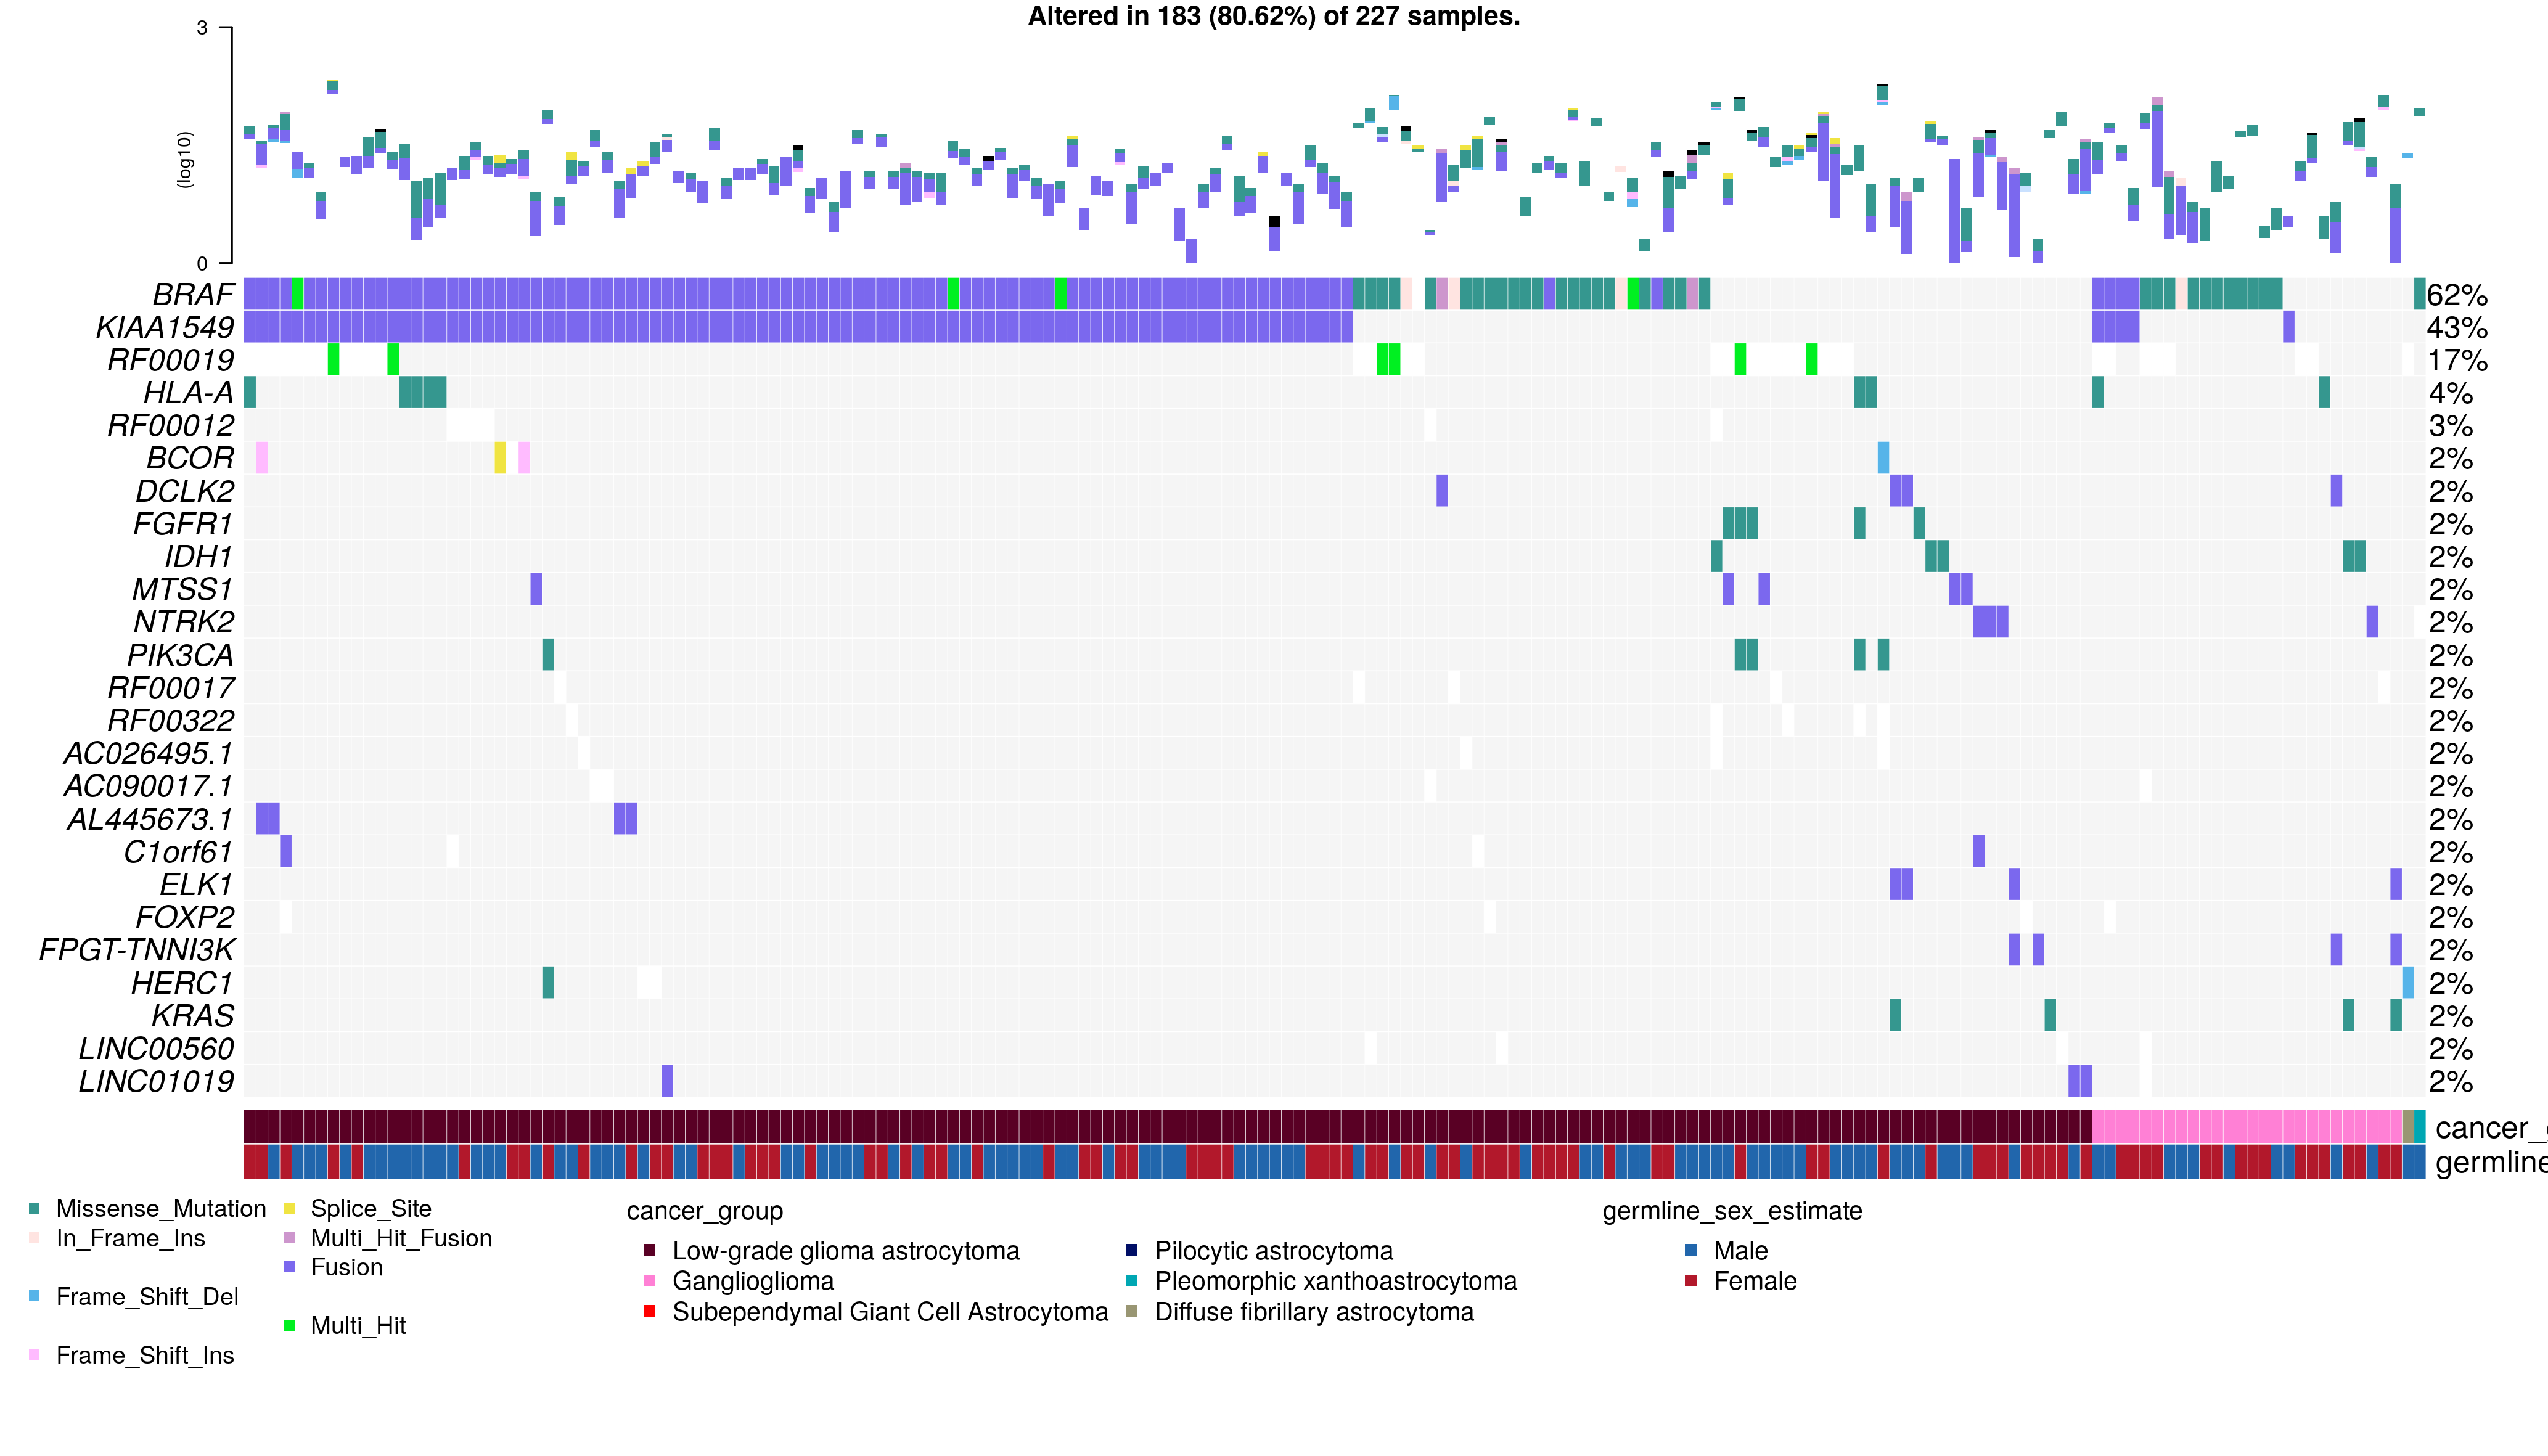 Altered in 183 (80.62%) of 227 samples.
3
(log10)
0
BRAF 62%
KIAA1549 43%
RF00019 17%
HLA-A 4%
RF00012 3%
BCOR 2%
DCLK2 2%
FGFR1 2%
IDH1 2%
MTSS1 2%
NTRK2 2%
PIK3CA 2%
RF00017 2%
RF00322 2%
AC026495.1 2%
AC090017.1 2%
AL445673.1 2%
C1orf61 2%
ELK1 2%
FOXP2 2%
FPGT-TNNI3K 2%
HERC1 2%
KRAS 2%
LINC00560 2%
LINC01019 2%
cancer_
germline
Missense_Mutation
In_Frame_Ins
Frame_Shift_Del
Frame_Shift_Ins
Splice_Site
Multi_Hit_Fusion
Fusion
Multi_Hit
cancer_group
Low-grade glioma astrocytoma
Ganglioglioma
Subependymal Giant Cell Astrocytoma
Pilocytic astrocytoma
Pleomorphic xanthoastrocytoma
Diffuse fibrillary astrocytoma
germline_sex_estimate
Male
Female